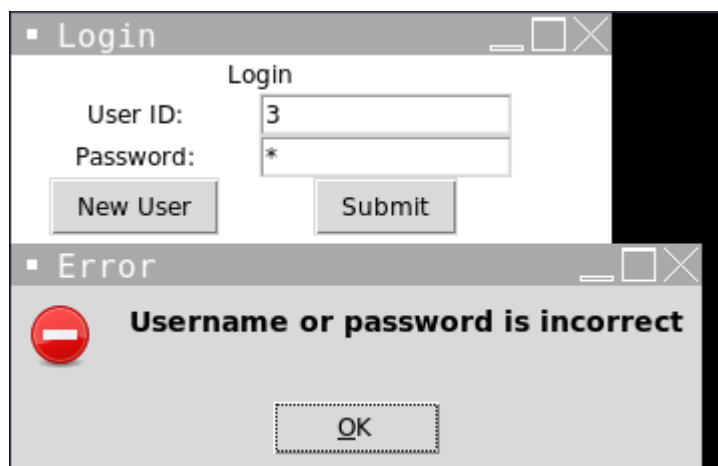 Login
Login
User ID: 3
Password: *
New User Submit
Error
Username or password is incorrect
OK